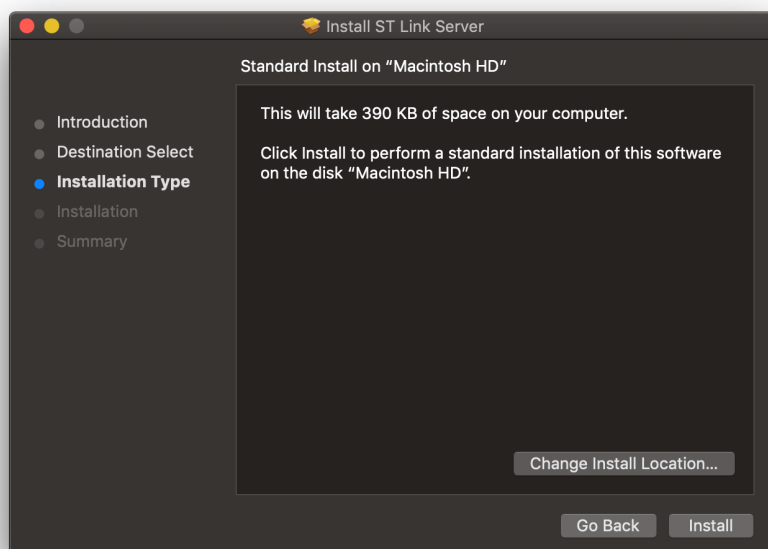 Install ST Link Server
Standard Install on “Macintosh HD”
Introduction
Destination Select
Installation Type
Installation
Summary
This will take 390 KB of space on your computer.
Click Install to perform a standard installation of this software
on the disk “Macintosh HD”.
Change Install Location...
Go Back
Install